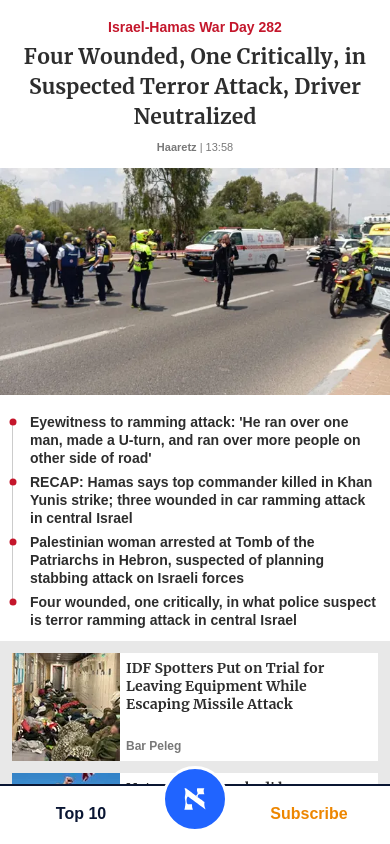 Israel-Hamas War Day 282
Four Wounded, One Critically, in
Suspected Terror Attack, Driver
Neutralized
Haaretz | 13:58
Eyewitness to ramming attack: 'He ran over one
man, made a U-turn, and ran over more people on
other side of road'
RECAP: Hamas says top commander killed in Khan
Yunis strike; three wounded in car ramming attack
in central Israel
Palestinian woman arrested at Tomb of the
Patriarchs in Hebron, suspected of planning
stabbing attack on Israeli forces
Four wounded, one critically, in what police suspect
is terror ramming attack in central Israel
IDF Spotters Put on Trial for
Leaving Equipment While
Escaping Missile Attack
Bar Peleg
Top 10
Subscribe